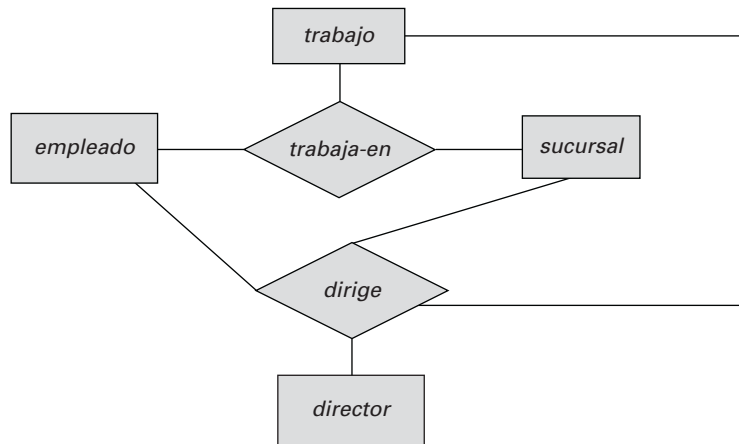 trabajo
empleado
trabaja-en
sucursal
dirige
director